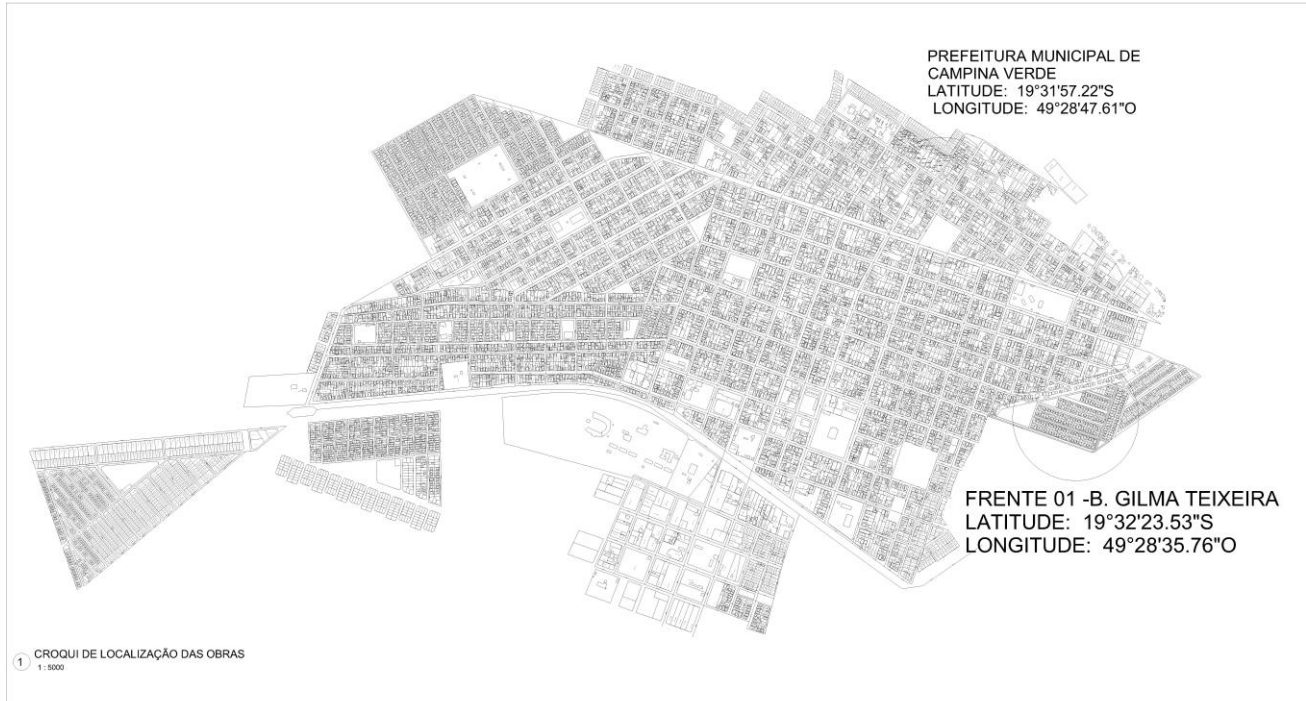 PREFEITURA MUNICIPAL DE
CAMPINA VERDE
LATITUDE: 19°31'57.22"S
LONGITUDE: 49°28'47.61"O
FRENTE 01 -B. GILMA TEIXEIRA
LATITUDE: 19°32'23.53"S
LONGITUDE: 49°28'35.76"O
1 CROQUI DE LOCALIZAÇÃO DAS OBRAS
1 : 5000